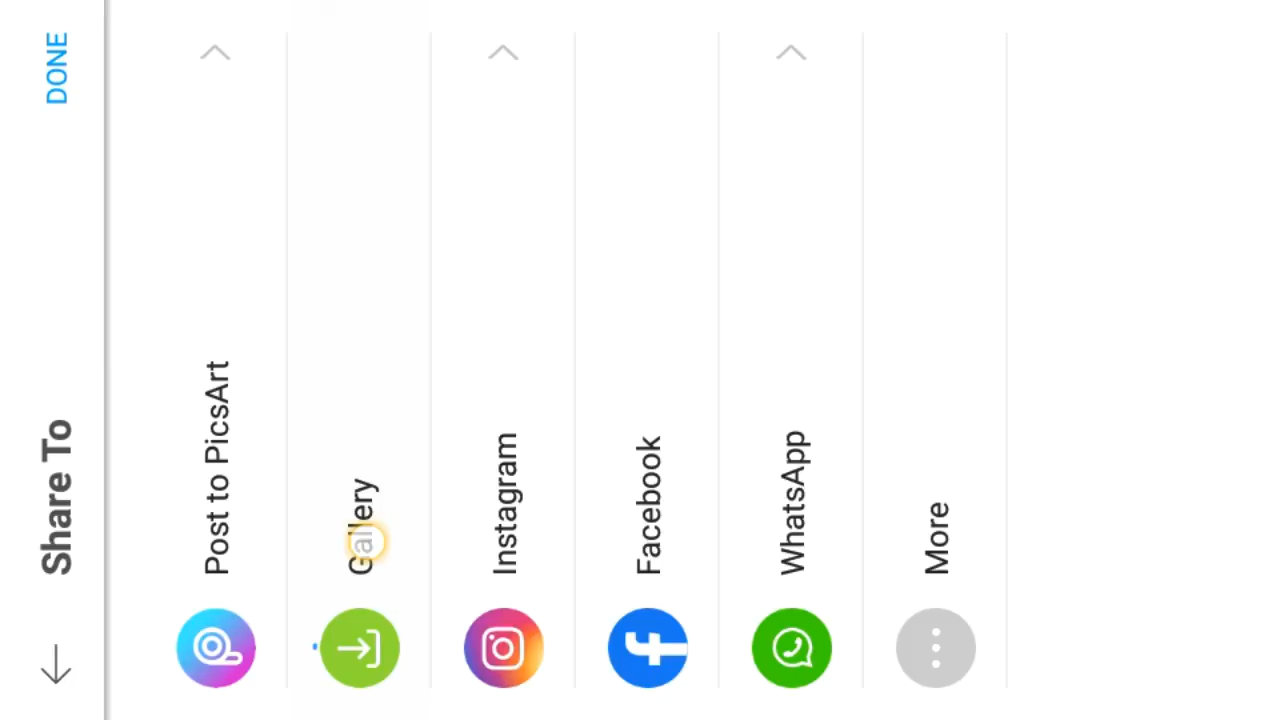 Share To
DONE
Post to PicsArt
Gallery
Instagram
Facebook
WhatsApp
More